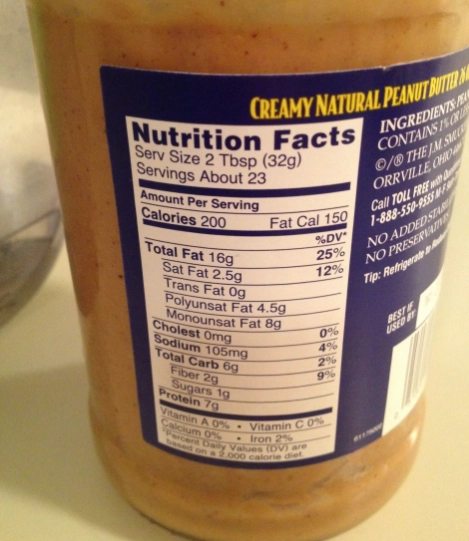 CREAMY NATURAL PEANUT BUTTER
Nutrition Facts
Serv Size 2 Tbsp (32g)
Servings About 23
Amount Per Serving
Calories 200 Fat Cal 150
%DV*
Total Fat 16g 25%
Sat Fat 2.5g 12%
Trans Fat 0g
Polyunsat Fat 4.5g
Monounsat Fat 8g
Cholest 0mg 0%
Sodium 105mg 4%
Total Carb 6g 2%
Fiber 2g 9%
Sugars 1g
Protein 7g
Vitamin A 0% • Vitamin C 0%
Calcium 0% • Iron 2%
*Percent Daily Values (DV) are
based on a 2,000 calorie diet.
INGREDIENTS:
CONTAINS 1% OR
©/® THE J.M.
ORRVILLE, OHIO
Call TOLL FREE with
1-888-550-9555 M-F
NO ADDED
NO PRESERVATIV
Tip: Refrigerate to
BEST IF
USED BY: